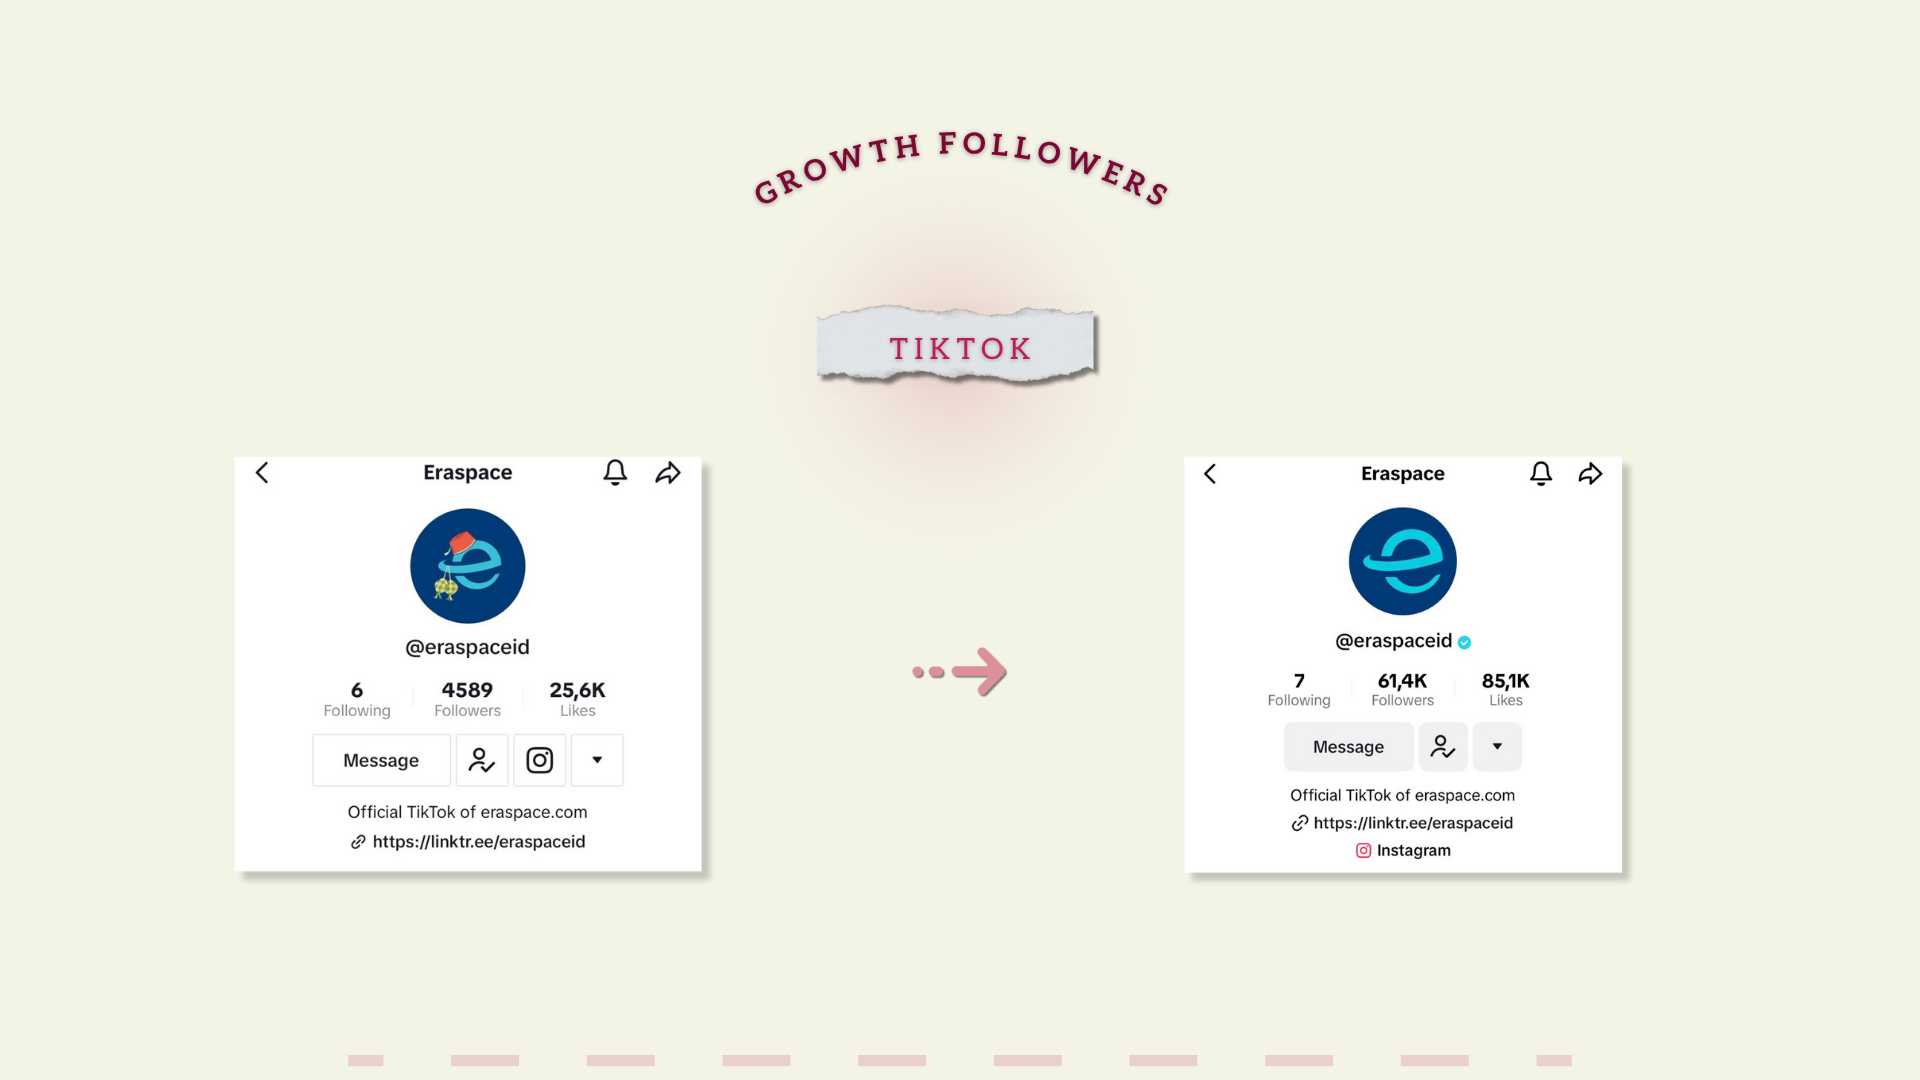 GROWTH FOLLOWERS
TIKTOK
Eraspace
@eraspaceid
6 4589 25,6K
Following Followers Likes
Message
Official TikTok of eraspace.com
https://linktr.ee/eraspaceid
Eraspace
@eraspaceid
7 61,4K 85,1K
Following Followers Likes
Message
Official TikTok of eraspace.com
https://linktr.ee/eraspaceid
Instagram